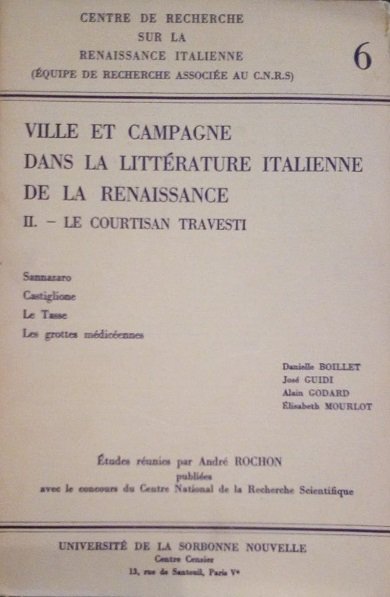 CENTRE DE RECHERCHE
SUR LA
RENAISSANCE ITALIENNE
(ÉQUIPE DE RECHERCHE ASSOCIÉE AU C.N.R.S)
6
VILLE ET CAMPAGNE
DANS LA LITTÉRATURE ITALIENNE
DE LA RENAISSANCE
II. – LE COURTISAN TRAVESTI
Sannazaro
Castiglione
Le Tasse
Les grottes médicéennes
Danielle BOILLET
José GUIDI
Alain GODARD
Élisabeth MOURLOT
Études réunies par André ROCHON
publiées
avec le concours du Centre National de la Recherche Scientifique
UNIVERSITÉ DE LA SORBONNE NOUVELLE
Centre Censier
13, rue de Santeuil, Paris Vᵉ